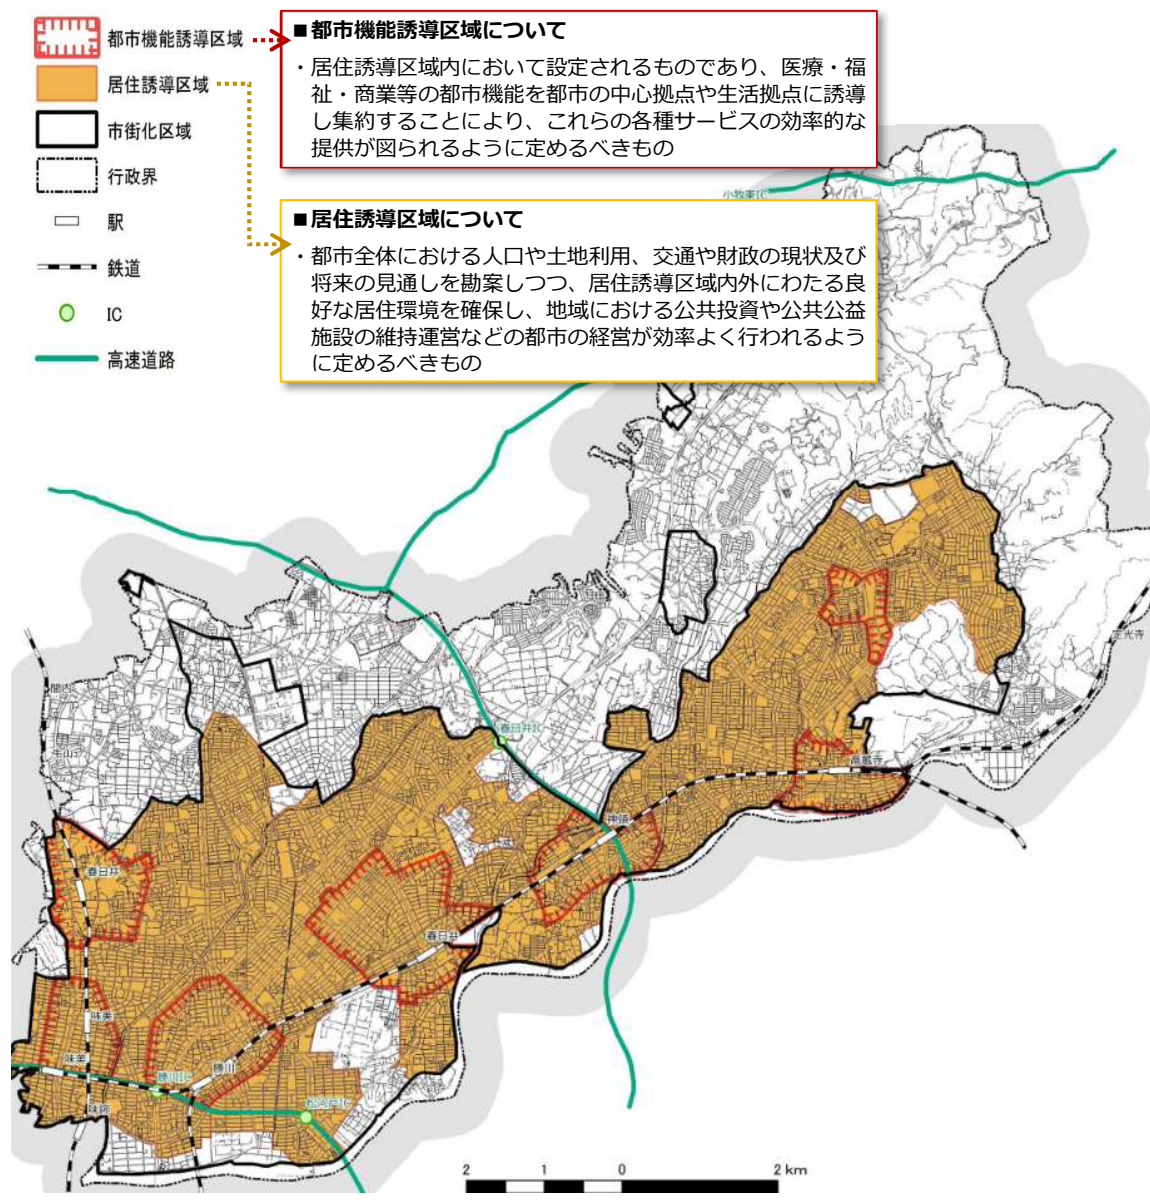 都市機能誘導区域
居住誘導区域
市街化区域
行政界
駅
鉄道
IC
高速道路
■都市機能誘導区域について
・居住誘導区域内において設定されるものであり、医療・福
祉・商業等の都市機能を都市の中心拠点や生活拠点に誘導
し集約することにより、これらの各種サービスの効率的な
提供が図られるように定めるべきもの
■居住誘導区域について
・都市全体における人口や土地利用、交通や財政の現状及び
将来の見通しを勘案しつつ、居住誘導区域内外にわたる良
好な居住環境を確保し、地域における公共投資や公共公益
施設の維持運営などの都市の経営が効率よく行われるよう
に定めるべきもの
小牧東IC
定光寺
間内
牛山
春日井IC
高蔵寺
神領
春日井
春日井
味美
味美
勝川
勝川IC
松河戸IC
味鋺
2 1 0 2 km